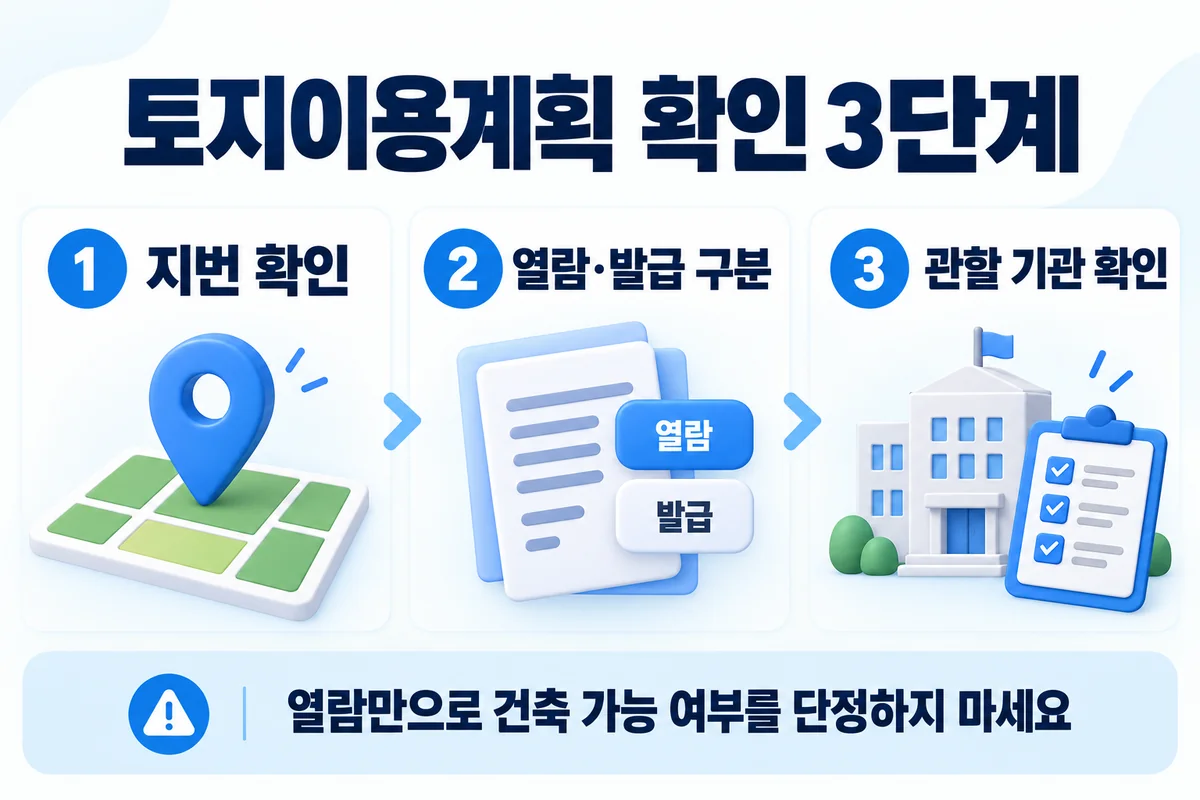 토지이용계획 확인 3단계
1 지번 확인
2 열람·발급 구분
3 관할 기관 확인
열람
발급
열람만으로 건축 가능 여부를 단정하지 마세요